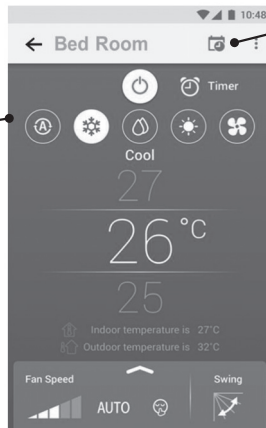 10:48
Bed Room
Timer
A
Cool
27
26°C
25
Indoor temperature is 27°C
Outdoor temperature is 32°C
Fan Speed
Swing
AUTO